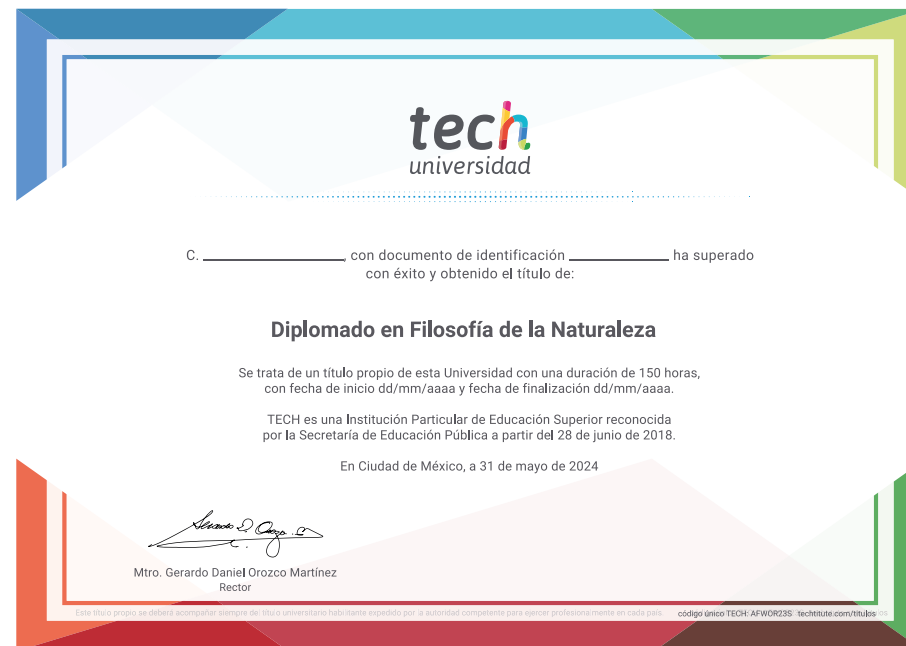 tech
universidad
C. ____________, con documento de identificación ____________ ha superado
con éxito y obtenido el título de:
Diplomado en Filosofía de la Naturaleza
Se trata de un título propio de esta Universidad con una duración de 150 horas,
con fecha de inicio dd/mm/aaaa y fecha de finalización dd/mm/aaaa.
TECH es una Institución Particular de Educación Superior reconocida
por la Secretaría de Educación Pública a partir del 28 de junio de 2018.
En Ciudad de México, a 31 de mayo de 2024
Mtro. Gerardo Daniel Orozco Martínez
Rector
Este título propio se deberá acompañar siempre del título universitario habilitante expedido por la autoridad competente para ejercer profesionalmente en cada país. código único TECH: AFWOR23S techtitute.com/titulos